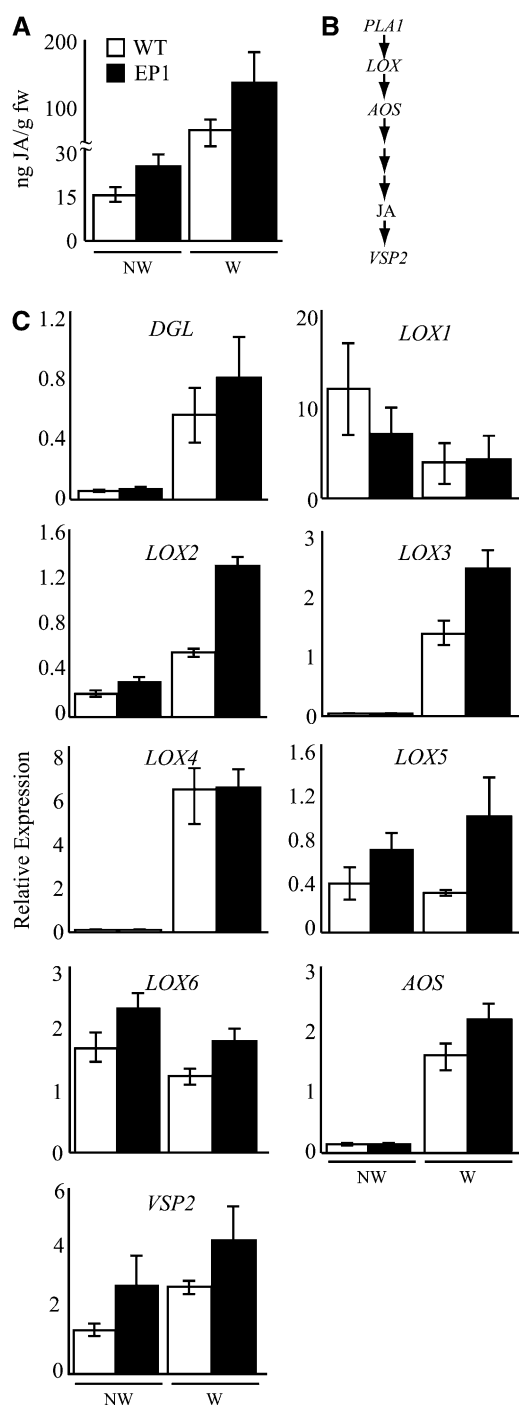 A
ng JA/g fw
200
100
30
15
0
WT
EP1
NW
W
B
PLA1
LOX
AOS
JA
VSP2
C
Relative Expression
DGL
1.2
0.8
0.4
0
LOX1
20
10
0
LOX2
1.6
1.2
0.4
0
LOX3
3
2
1
0
LOX4
8
6
4
2
0
LOX5
1.6
1.2
0.8
0.4
0
LOX6
3
2
1
0
AOS
3
2
1
0
NW
W
VSP2
6
4
2
0
NW
W